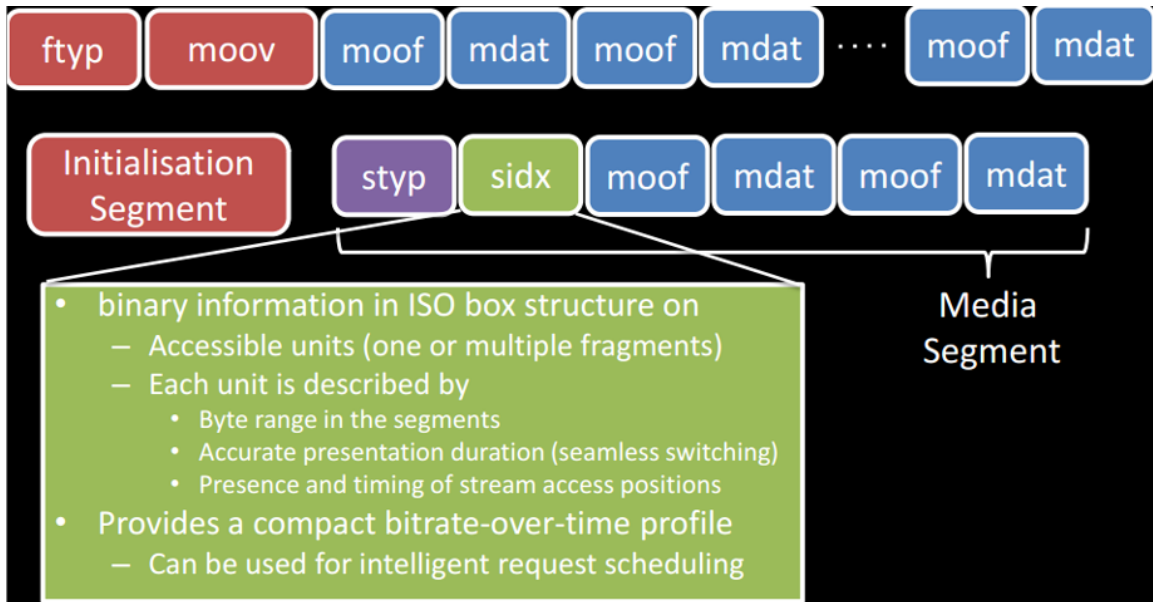 ftyp moov moof mdat moof mdat .... moof mdat
Initialisation
Segment
styp sidx moof mdat moof mdat
• binary information in ISO box structure on
– Accessible units (one or multiple fragments)
– Each unit is described by
• Byte range in the segments
• Accurate presentation duration (seamless switching)
• Presence and timing of stream access positions
• Provides a compact bitrate-over-time profile
– Can be used for intelligent request scheduling
Media
Segment